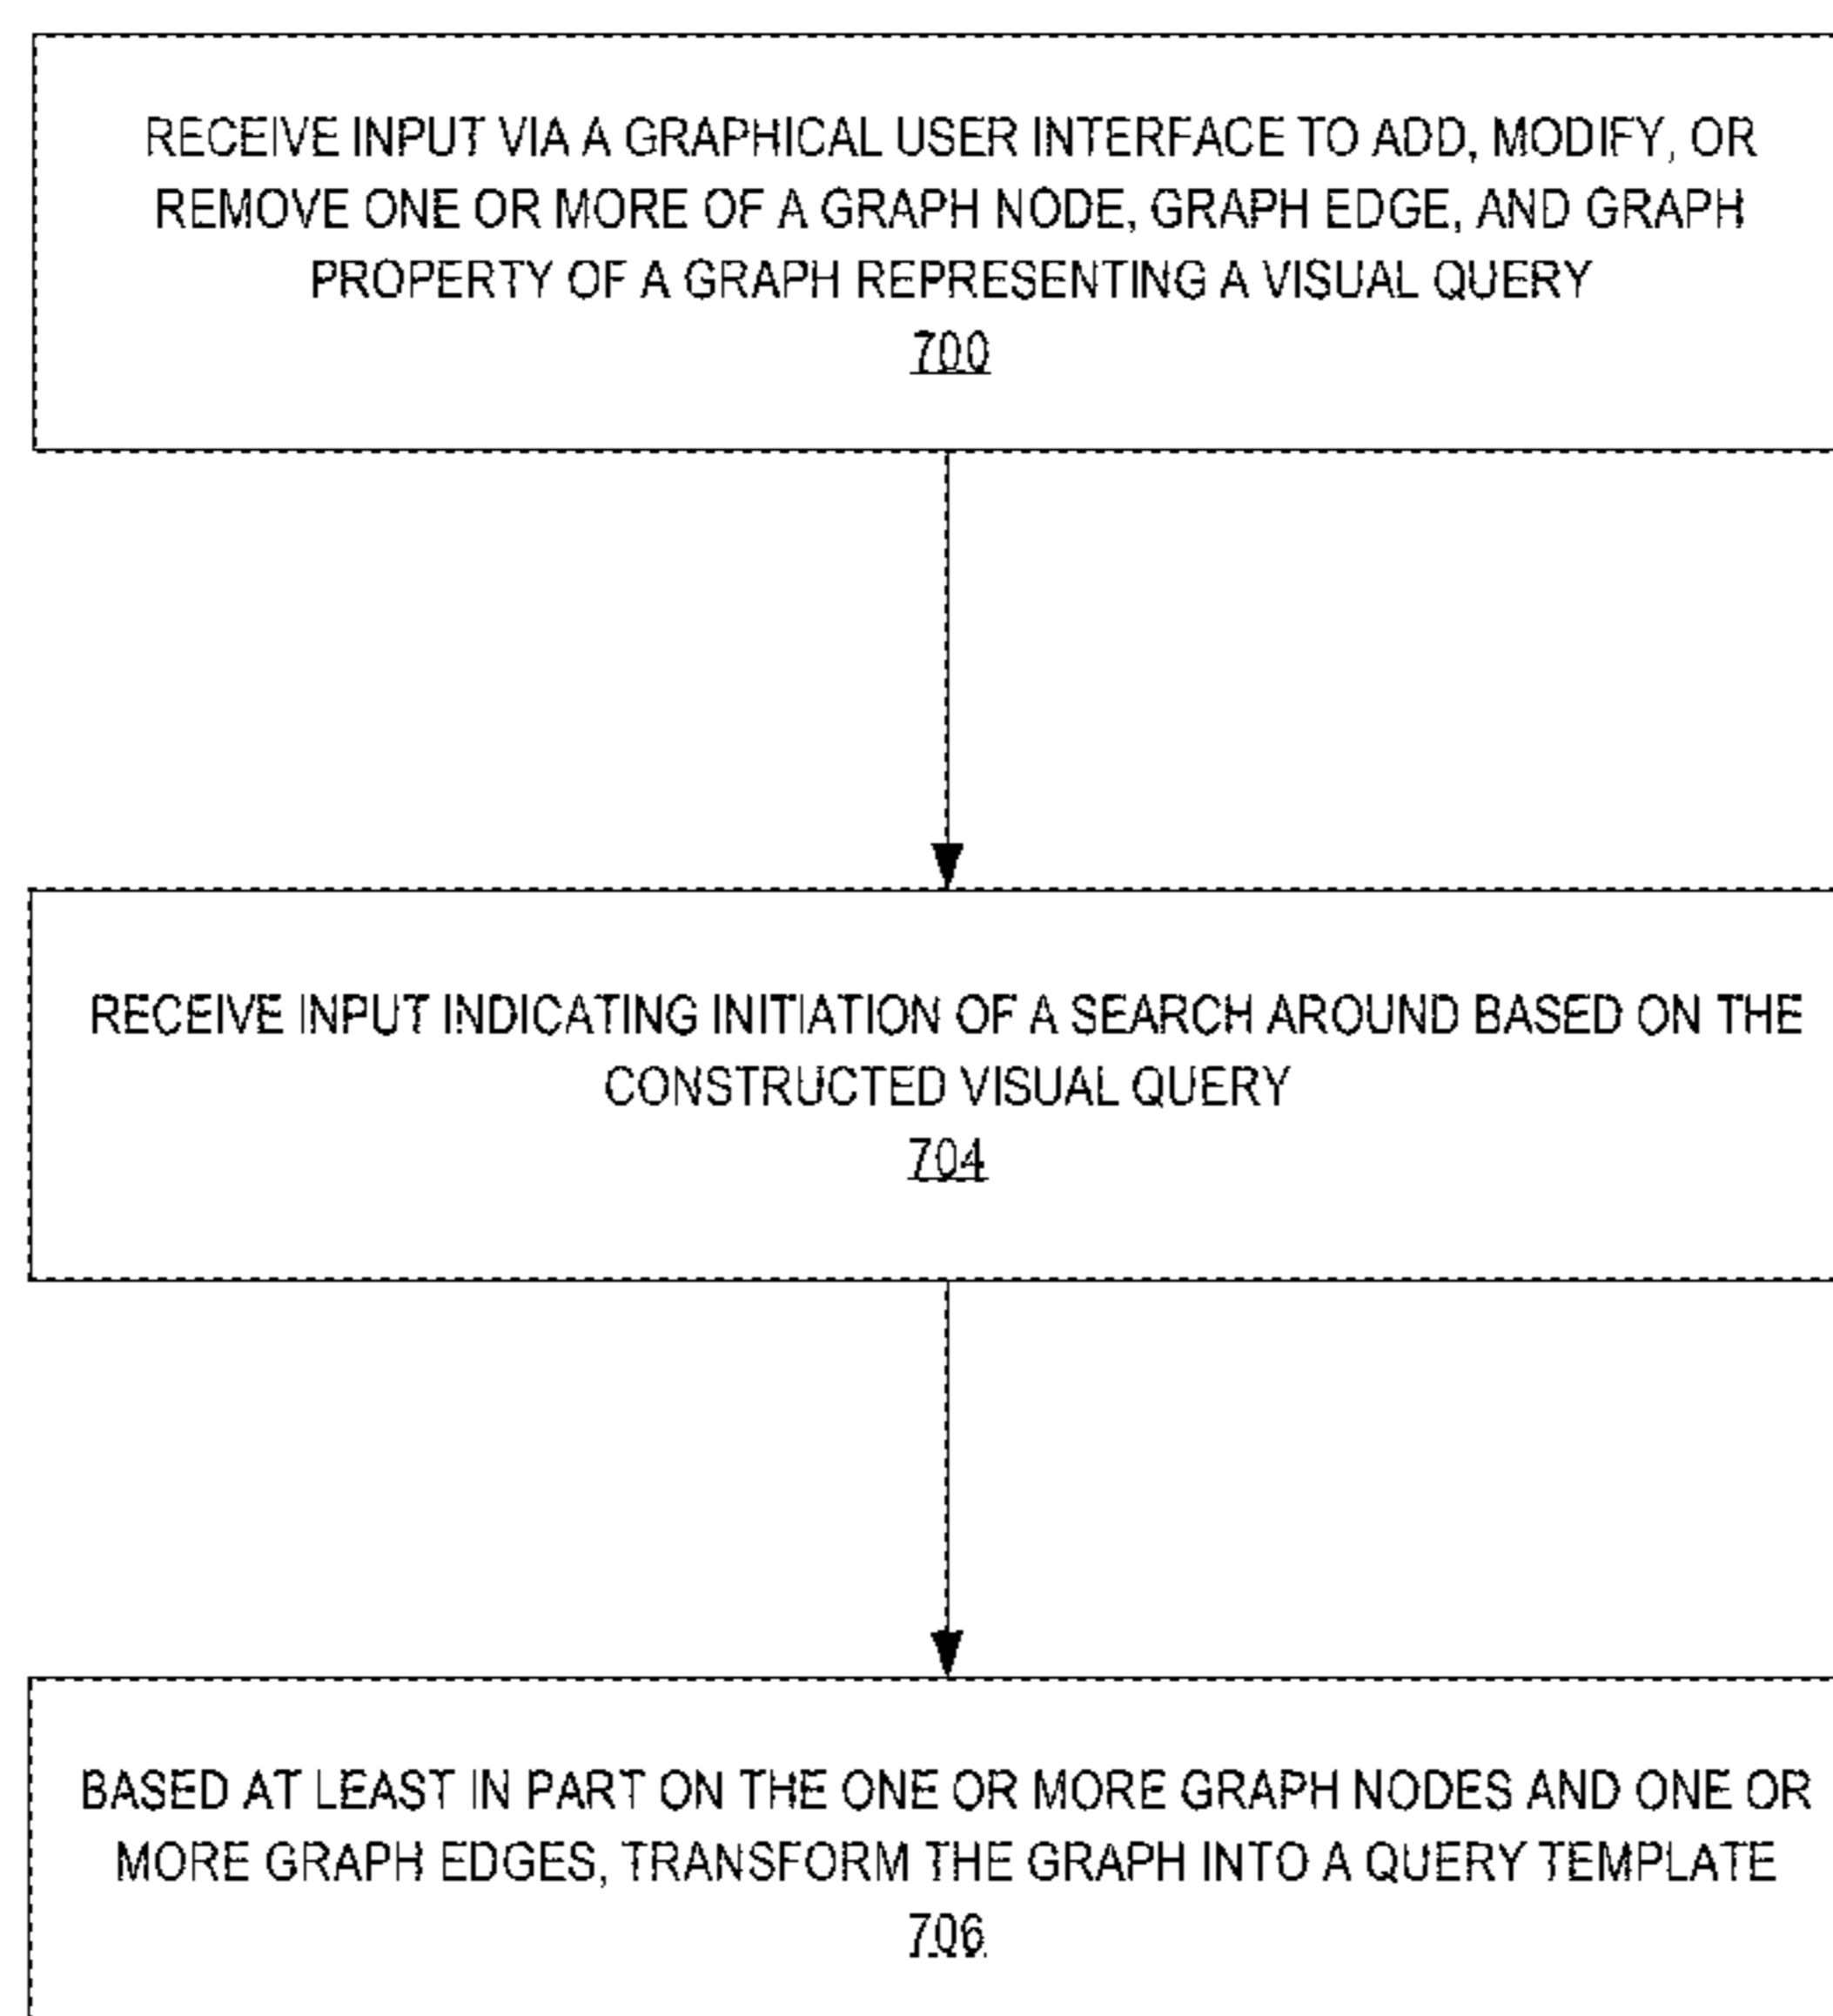 RECEIVE INPUT VIA A GRAPHICAL USER INTERFACE TO ADD, MODIFY, OR
REMOVE ONE OR MORE OF A GRAPH NODE, GRAPH EDGE, AND GRAPH
PROPERTY OF A GRAPH REPRESENTING A VISUAL QUERY
700
RECEIVE INPUT INDICATING INITIATION OF A SEARCH AROUND BASED ON THE
CONSTRUCTED VISUAL QUERY
704
BASED AT LEAST IN PART ON THE ONE OR MORE GRAPH NODES AND ONE OR
MORE GRAPH EDGES, TRANSFORM THE GRAPH INTO A QUERY TEMPLATE
706